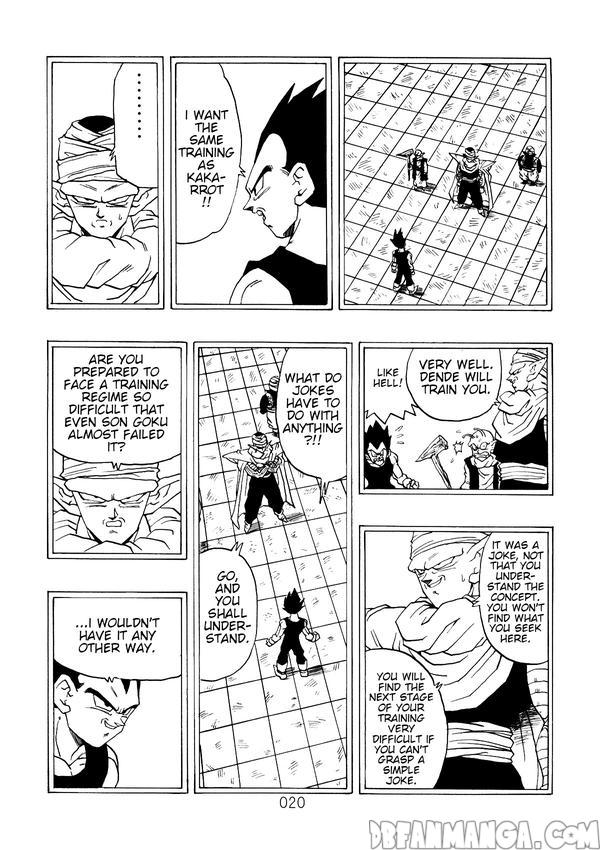 I WANT
THE
SAME
TRAINING
AS
KAKA-
RROT
!!
.........
VERY WELL.
DENDE WILL
TRAIN YOU.
LIKE
HELL!
IT WAS A
JOKE, NOT
THAT YOU
UNDER-
STAND THE
CONCEPT.
YOU WON'T
FIND WHAT
YOU SEEK
HERE.
YOU WILL
FIND THE
NEXT STAGE
OF YOUR
TRAINING
VERY
DIFFICULT IF
YOU CAN'T
GRASP A
SIMPLE
JOKE.
WHAT DO
JOKES
HAVE TO
DO WITH
ANYTHING
?!!
GO,
AND YOU
SHALL
UNDER-
STAND.
ARE YOU
PREPARED TO
FACE A TRAINING
REGIME SO
DIFFICULT THAT
EVEN SON GOKU
ALMOST FAILED
IT?
...I WOULDN'T
HAVE IT ANY
OTHER WAY.
020
DBFANMANGA.COM